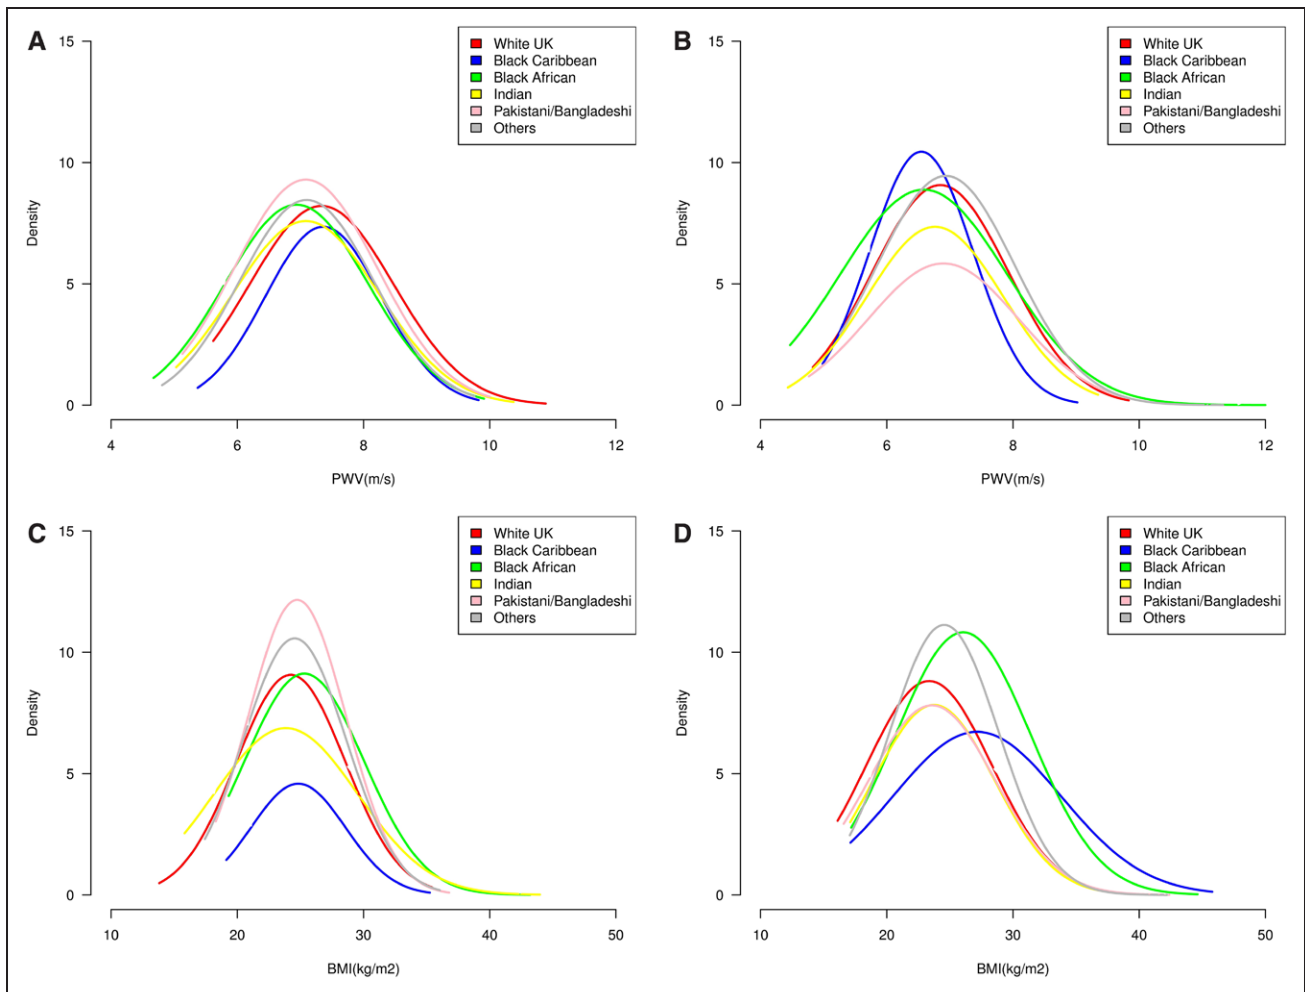 A
15
10
5
0
Density
4 6 8 10 12
PWV(m/s)
White UK
Black Caribbean
Black African
Indian
Pakistani/Bangladeshi
Others
B
15
10
5
0
Density
4 6 8 10 12
PWV(m/s)
White UK
Black Caribbean
Black African
Indian
Pakistani/Bangladeshi
Others
C
15
10
5
0
Density
10 20 30 40 50
BMI(kg/m2)
White UK
Black Caribbean
Black African
Indian
Pakistani/Bangladeshi
Others
D
15
10
5
0
Density
10 20 30 40 50
BMI(kg/m2)
White UK
Black Caribbean
Black African
Indian
Pakistani/Bangladeshi
Others